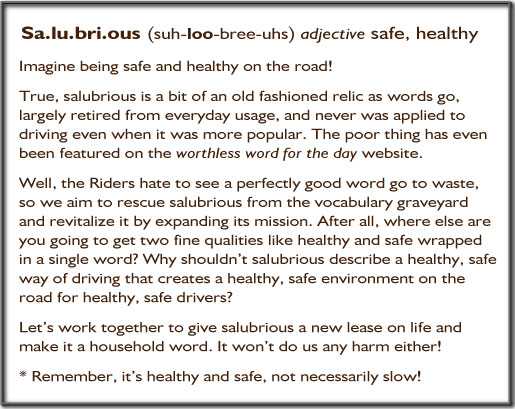 Sa.lu.bri.ous (suh-loo-bree-uhs) adjective safe, healthy
Imagine being safe and healthy on the road!
True, salubrious is a bit of an old fashioned relic as words go,
largely retired from everyday usage, and never was applied to
driving even when it was more popular. The poor thing has even
been featured on the worthless word for the day website.
Well, the Riders hate to see a perfectly good word go to waste,
so we aim to rescue salubrious from the vocabulary graveyard
and revitalize it by expanding its mission. After all, where else are
you going to get two fine qualities like healthy and safe wrapped
in a single word? Why shouldn't salubrious describe a healthy, safe
way of driving that creates a healthy, safe environment on the
road for healthy, safe drivers?
Let's work together to give salubrious a new lease on life and
make it a household word. It won't do us any harm either!
* Remember, it's healthy and safe, not necessarily slow!